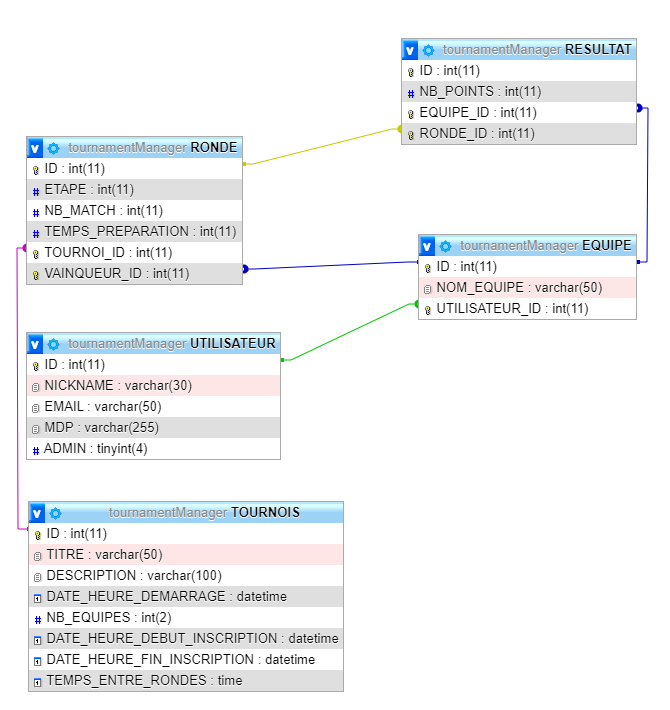 tournamentManager RESULTAT
ID : int(11)
NB_POINTS : int(11)
EQUIPE_ID : int(11)
RONDE_ID : int(11)
tournamentManager RONDE
ID : int(11)
ETAPE : int(11)
NB_MATCH : int(11)
TEMPS_PREPARATION : int(11)
TOURNOI_ID : int(11)
VAINQUEUR_ID : int(11)
tournamentManager EQUIPE
ID : int(11)
NOM_EQUIPE : varchar(50)
UTILISATEUR_ID : int(11)
tournamentManager UTILISATEUR
ID : int(11)
NICKNAME : varchar(30)
EMAIL : varchar(50)
MDP : varchar(255)
ADMIN : tinyint(4)
tournamentManager TOURNOIS
ID : int(11)
TITRE : varchar(50)
DESCRIPTION : varchar(100)
DATE_HEURE_DEMARRAGE : datetime
NB_EQUIPES : int(2)
DATE_HEURE_DEBUT_INSCRIPTION : datetime
DATE_HEURE_FIN_INSCRIPTION : datetime
TEMPS_ENTRE_RONDES : time